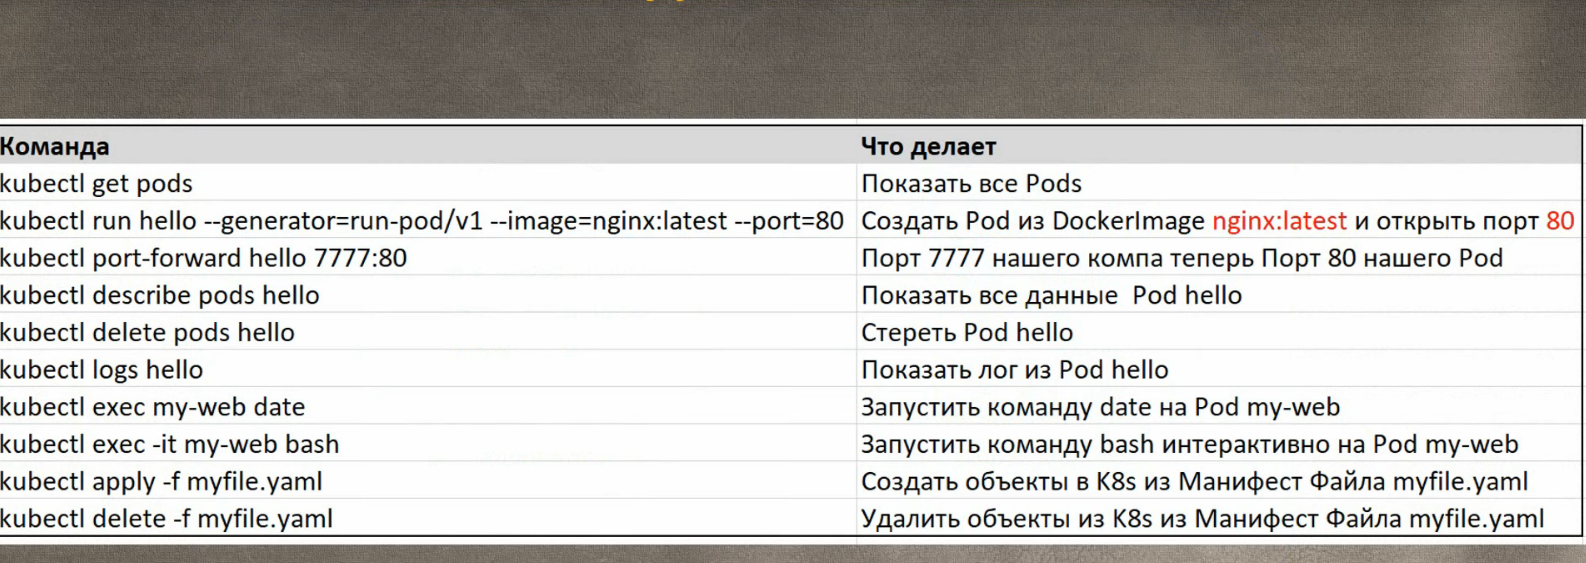 Команда Что делает
kubectl get pods Показать все Pods
kubectl run hello --generator=run-pod/v1 --image=nginx:latest --port=80 Создать Pod из DockerImage nginx:latest и открыть порт 80
kubectl port-forward hello 7777:80 Порт 7777 нашего компа теперь Порт 80 нашего Pod
kubectl describe pods hello Показать все данные Pod hello
kubectl delete pods hello Стереть Pod hello
kubectl logs hello Показать лог из Pod hello
kubectl exec my-web date Запустить команду date на Pod my-web
kubectl exec -it my-web bash Запустить команду bash интерактивно на Pod my-web
kubectl apply -f myfile.yaml Создать объекты в K8s из Манифест Файла myfile.yaml
kubectl delete -f myfile.yaml Удалить объекты из K8s из Манифест Файла myfile.yaml